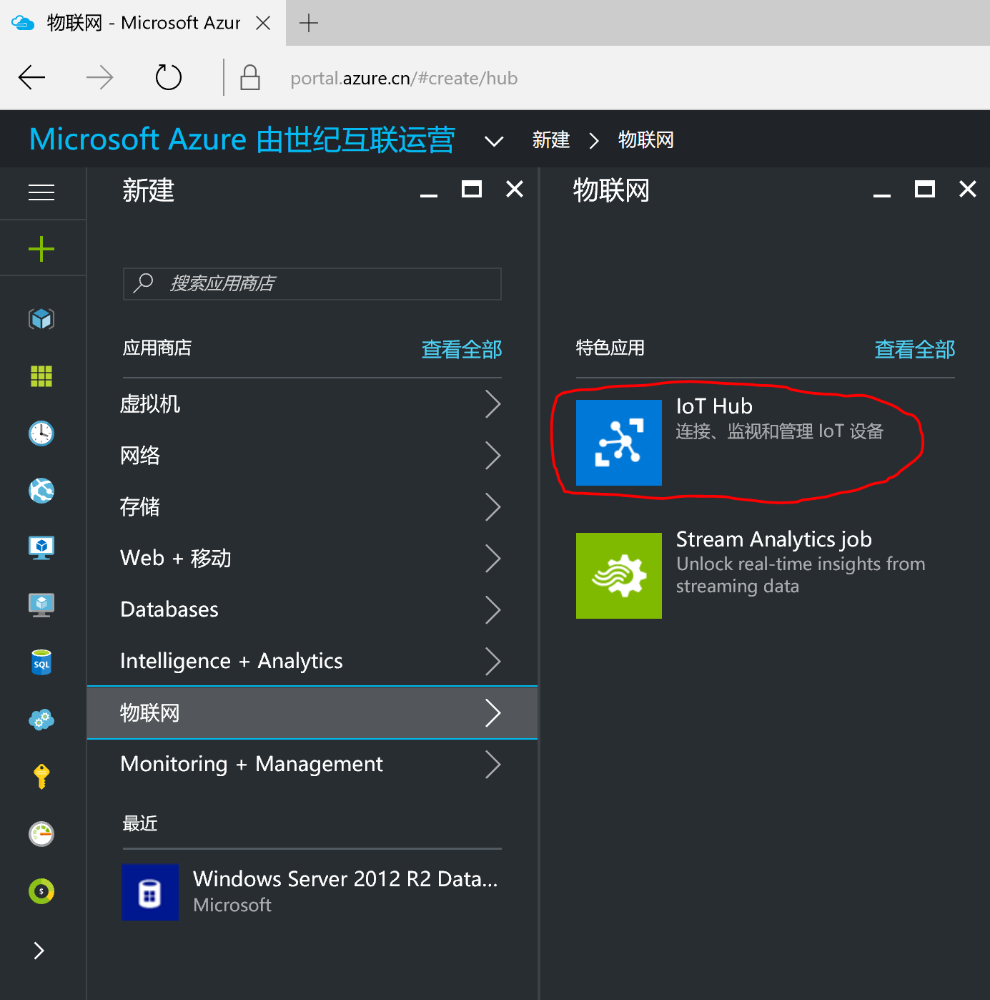 物联网 - Microsoft Azur
portal.azure.cn/#create/hub
Microsoft Azure 由世纪互联运营
新建
物联网
新建
搜索应用商店
应用商店
查看全部
虚拟机
网络
存储
Web + 移动
Databases
Intelligence + Analytics
物联网
Monitoring + Management
最近
Windows Server 2012 R2 Data...
Microsoft
SQL
$
物联网
特色应用
查看全部
IoT Hub
连接、监视和管理 IoT 设备
Stream Analytics job
Unlock real-time insights from
streaming data